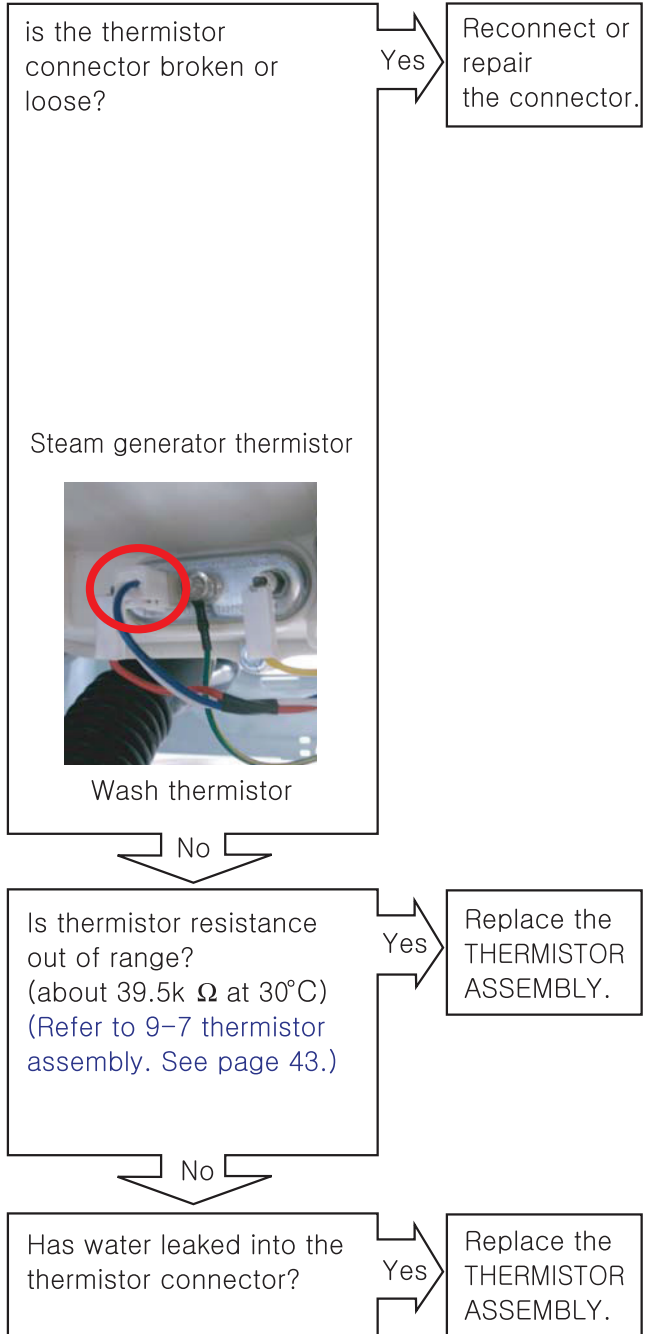 is the thermistor
connector broken or
loose?
Yes
Reconnect or
repair
the connector.
Steam generator thermistor
Wash thermistor
No
Is thermistor resistance
out of range?
(about 39.5k Ω at 30°C)
(Refer to 9-7 thermistor
assembly. See page 43.)
Yes
Replace the
THERMISTOR
ASSEMBLY.
No
Has water leaked into the
thermistor connector?
Yes
Replace the
THERMISTOR
ASSEMBLY.